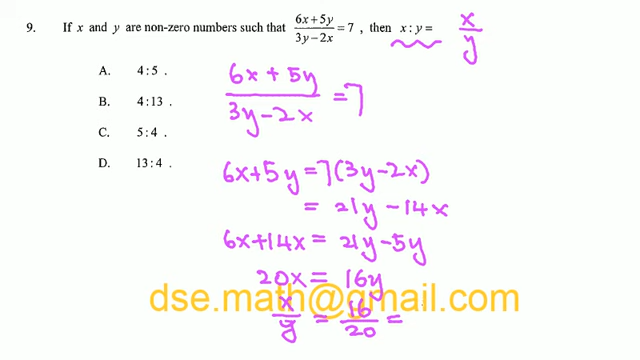 9. If x and y are non-zero numbers such that (6x+5y)/(3y−2x) = 7, then x : y = x/y
A. 4 : 5 .
B. 4 : 13 .
C. 5 : 4 .
D. 13 : 4 .
(6x + 5y)/(3y − 2x) = 7
6x + 5y = 7(3y − 2x)
= 21y − 14x
6x + 14x = 21y − 5y
20x = 16y
dse.math@gmail.com
x/y = 16/20 =